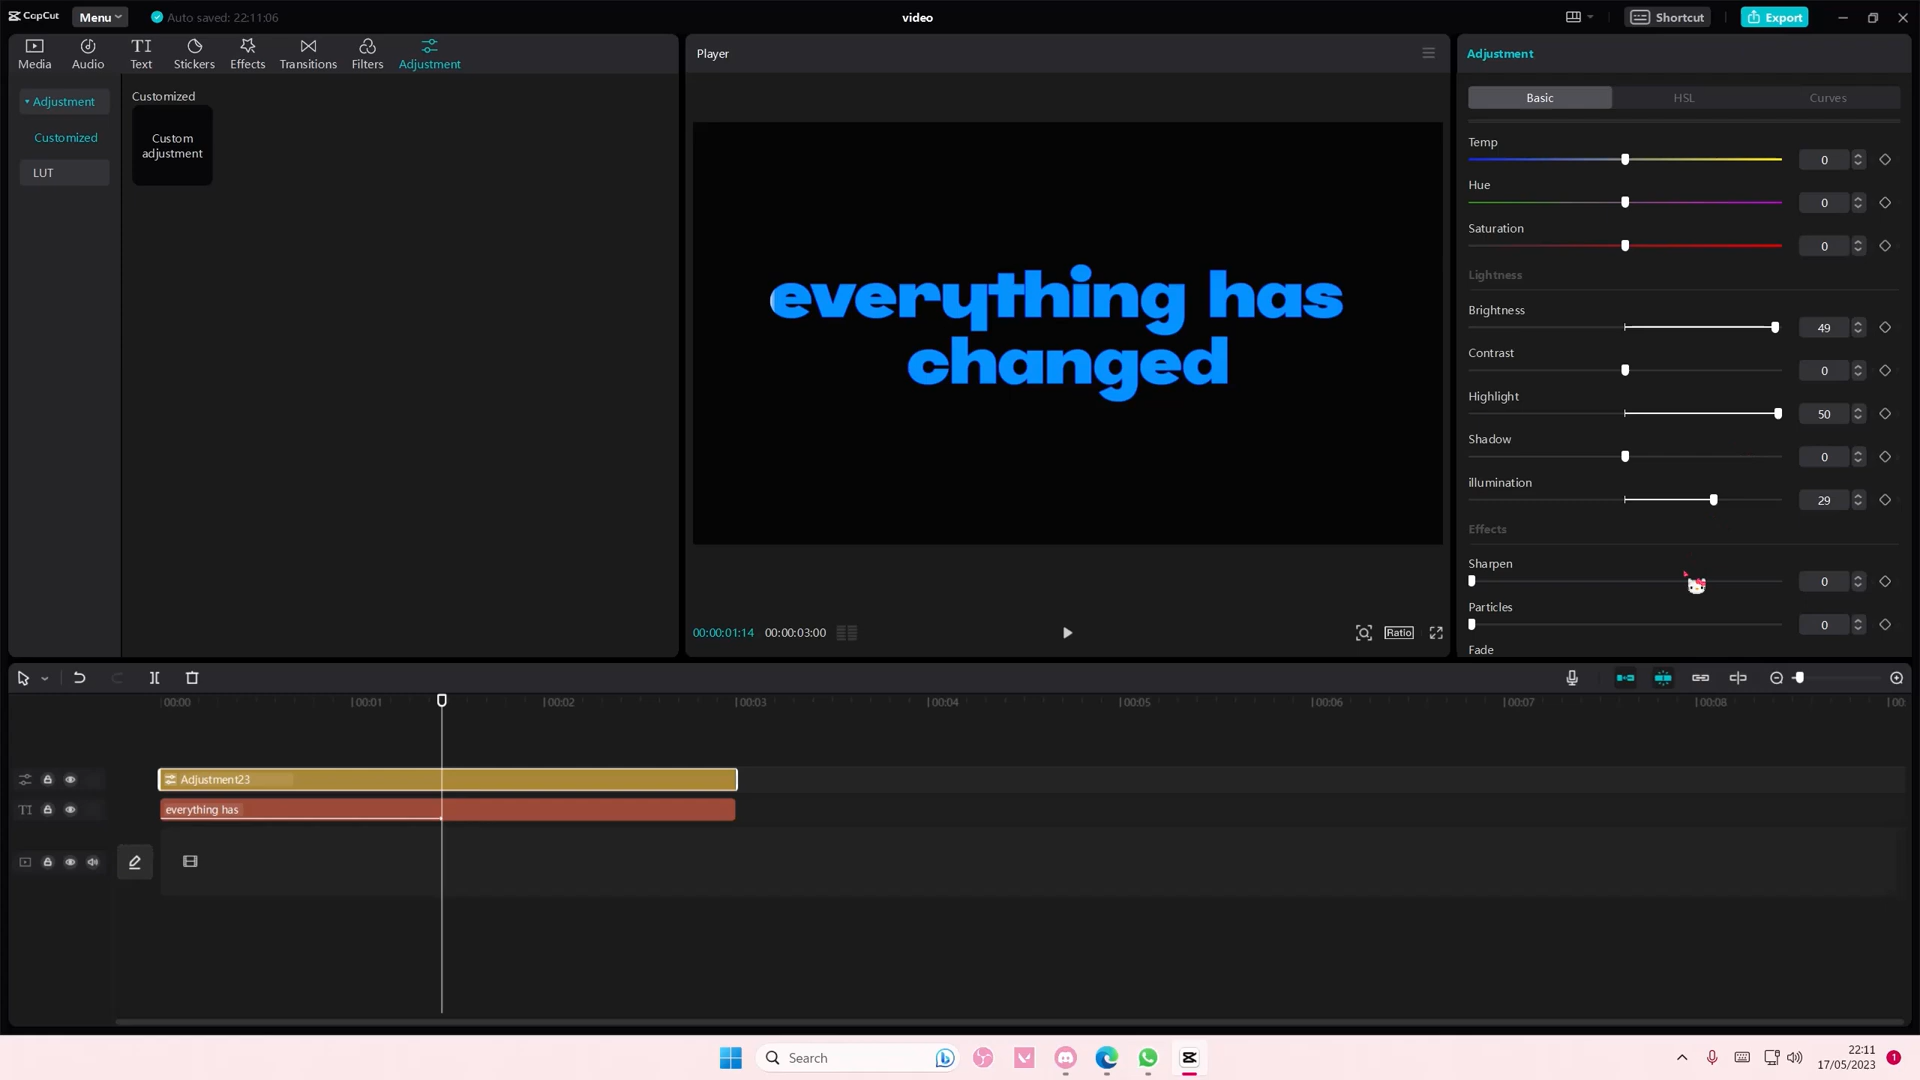 CapCut
Menu
Auto saved: 22:11:06
video
Shortcut
Export
Media
Audio
Text
Stickers
Effects
Transitions
Filters
Adjustment
Adjustment
Customized
LUT
Customized
Custom
adjustment
Player
everything has
changed
00:00:01:14
00:00:03:00
Ratio
Adjustment
Basic
HSL
Curves
Temp
0
Hue
0
Saturation
0
Lightness
Brightness
49
Contrast
0
Highlight
50
Shadow
0
illumination
29
Effects
Sharpen
0
Particles
0
Fade
00:00
00:01
00:02
00:03
00:04
00:05
00:06
00:07
00:08
00:
Adjustment23
TI
everything has
Search
22:11
17/05/2023
1